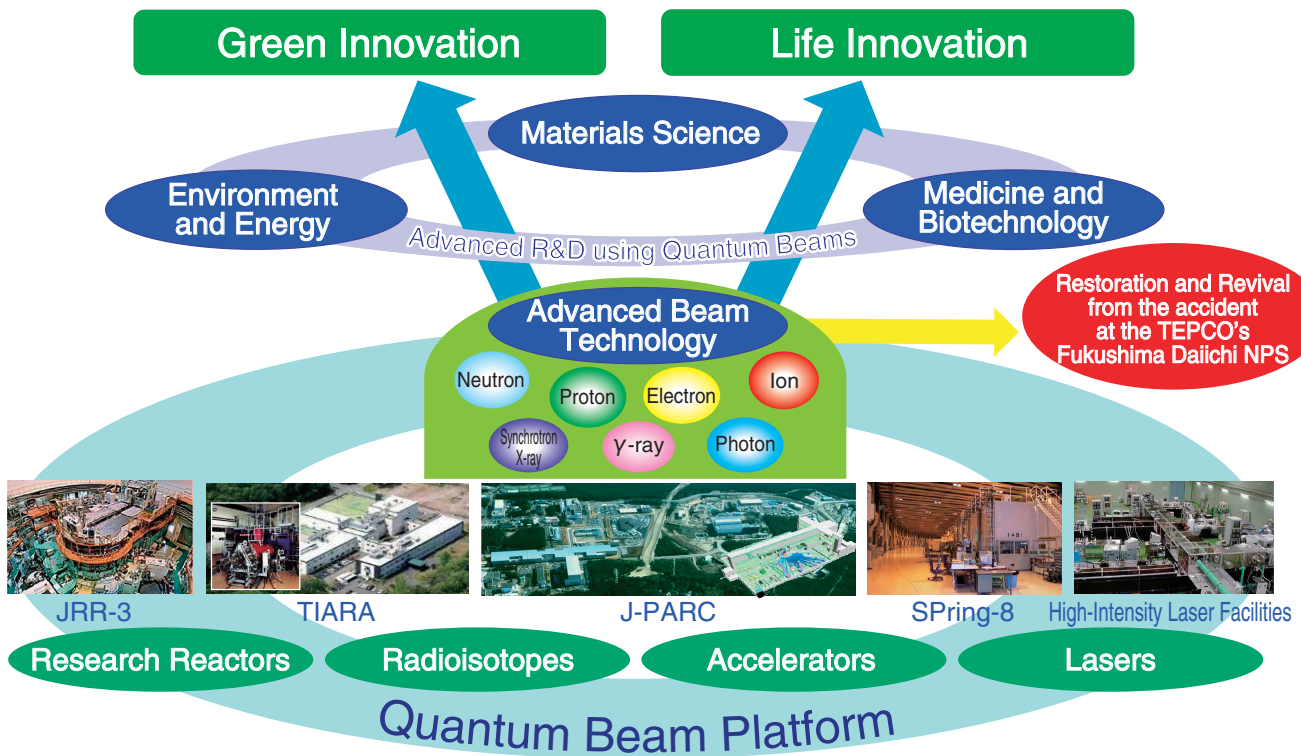 Green Innovation
Life Innovation
Materials Science
Environment
and Energy
Medicine and
Biotechnology
Advanced R&D using Quantum Beams
Restoration and Revival
from the accident
at the TEPCO's
Fukushima Daiichi NPS
Advanced Beam
Technology
Neutron
Proton
Electron
Ion
Synchrotron
X-ray
γ-ray
Photon
JRR-3
TIARA
J-PARC
SPring-8
High-Intensity Laser Facilities
Research Reactors
Radioisotopes
Accelerators
Lasers
Quantum Beam Platform